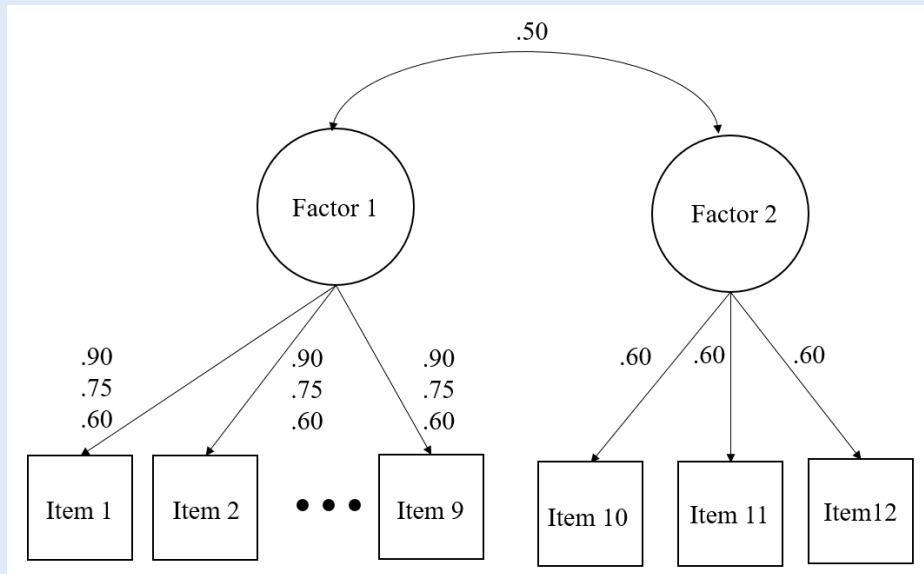 .50
Factor 1
Factor 2
.90
.75
.60
.90
.75
.60
.90
.75
.60
.60
.60
.60
Item 1
Item 2
Item 9
Item 10
Item 11
Item12